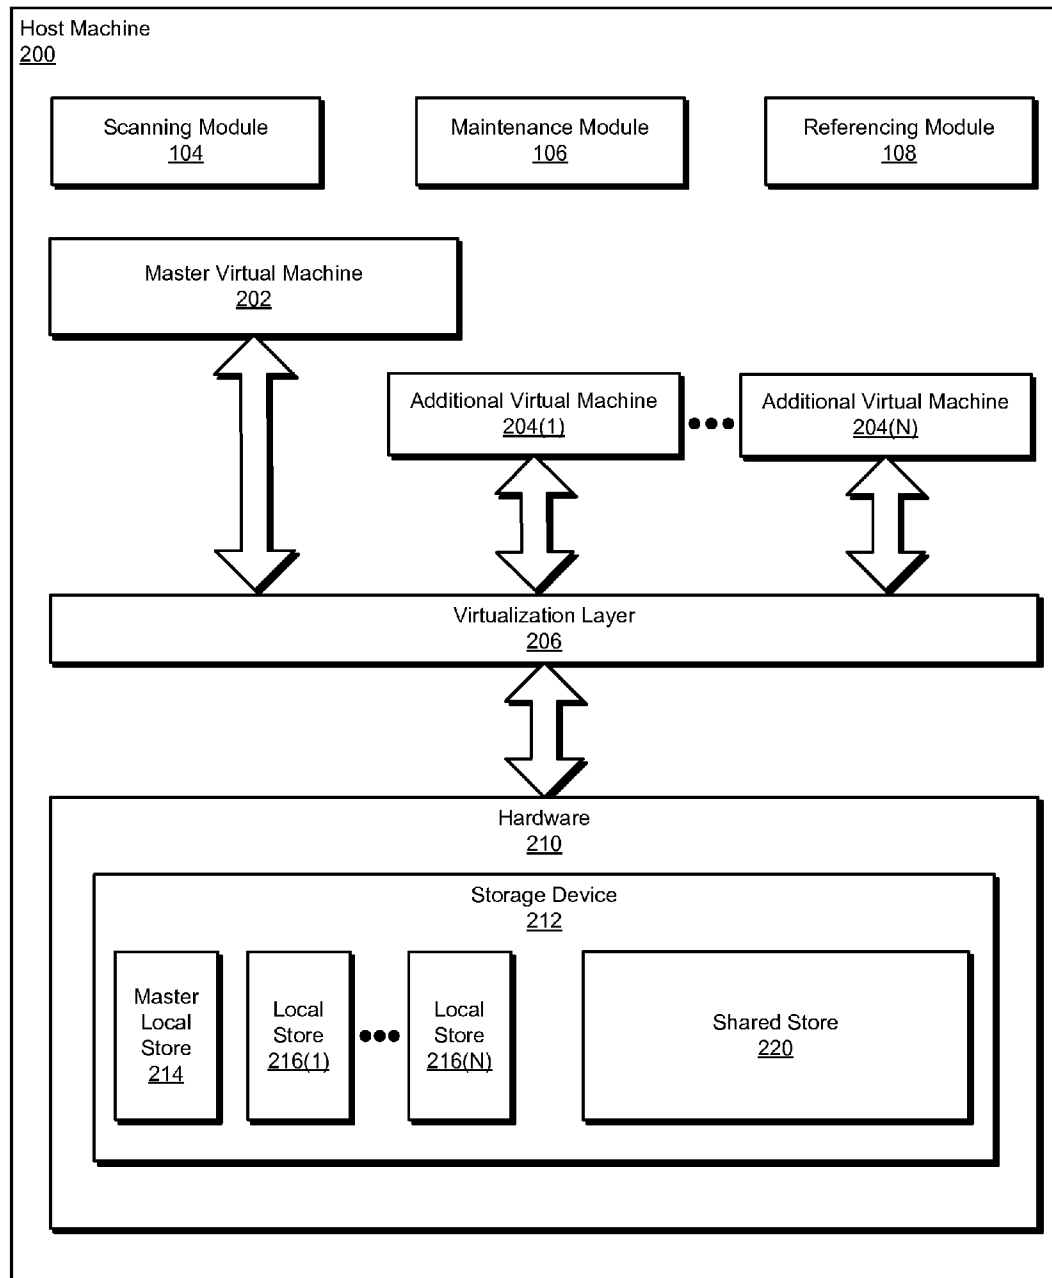 Host Machine
200
Scanning Module
104
Maintenance Module
106
Referencing Module
108
Master Virtual Machine
202
Additional Virtual Machine
204(1)
Additional Virtual Machine
204(N)
Virtualization Layer
206
Hardware
210
Storage Device
212
Master
Local
Store
214
Local
Store
216(1)
Local
Store
216(N)
Shared Store
220